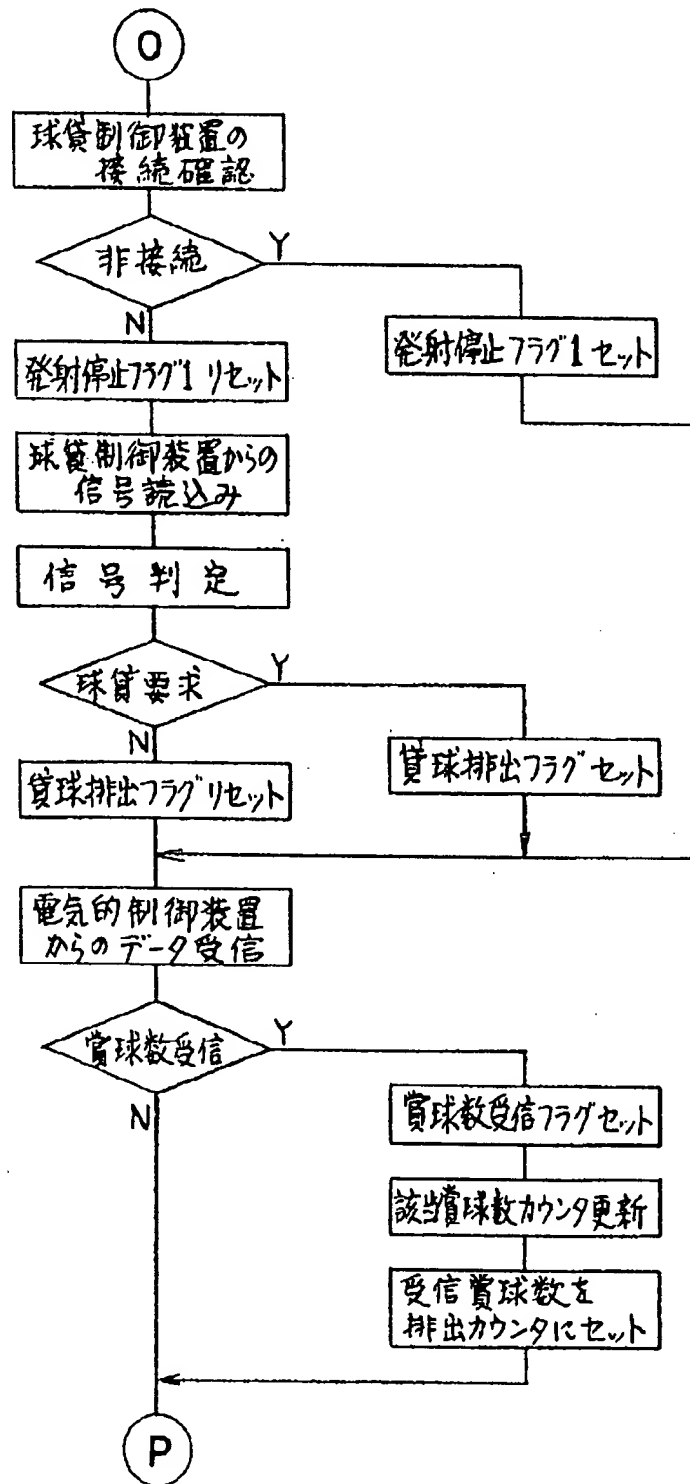 O
球貸制御装置の
接続確認
非接続
Y
N
発射停止フラグ1 リセット
発射停止フラグ1 セット
球貸制御装置からの
信号読込み
信号判定
球貸要求
Y
N
貸球排出フラグリセット
貸球排出フラグセット
電気的制御装置
からのデータ受信
賞球数受信
Y
N
賞球数受信フラグセット
該当賞球数カウンタ更新
受信賞球数を
排出カウンタにセット
P